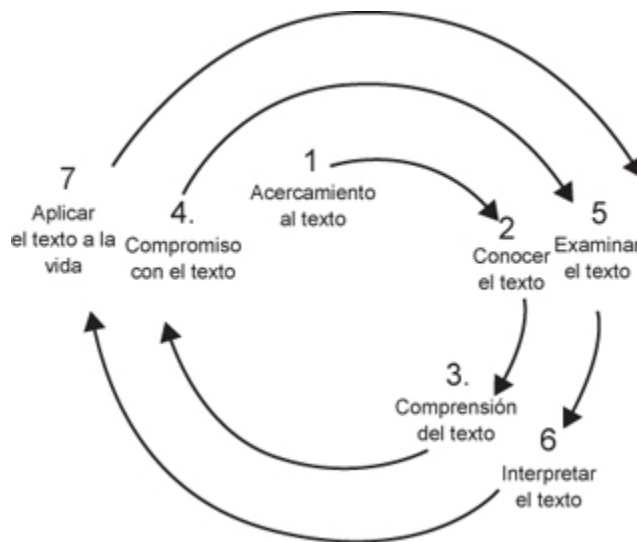 1
Acercamiento
al texto
2
Conocer
el texto
3.
Comprensión
del texto
4.
Compromiso
con el texto
5
Examinar
el texto
6
Interpretar
el texto
7
Aplicar
el texto a la
vida